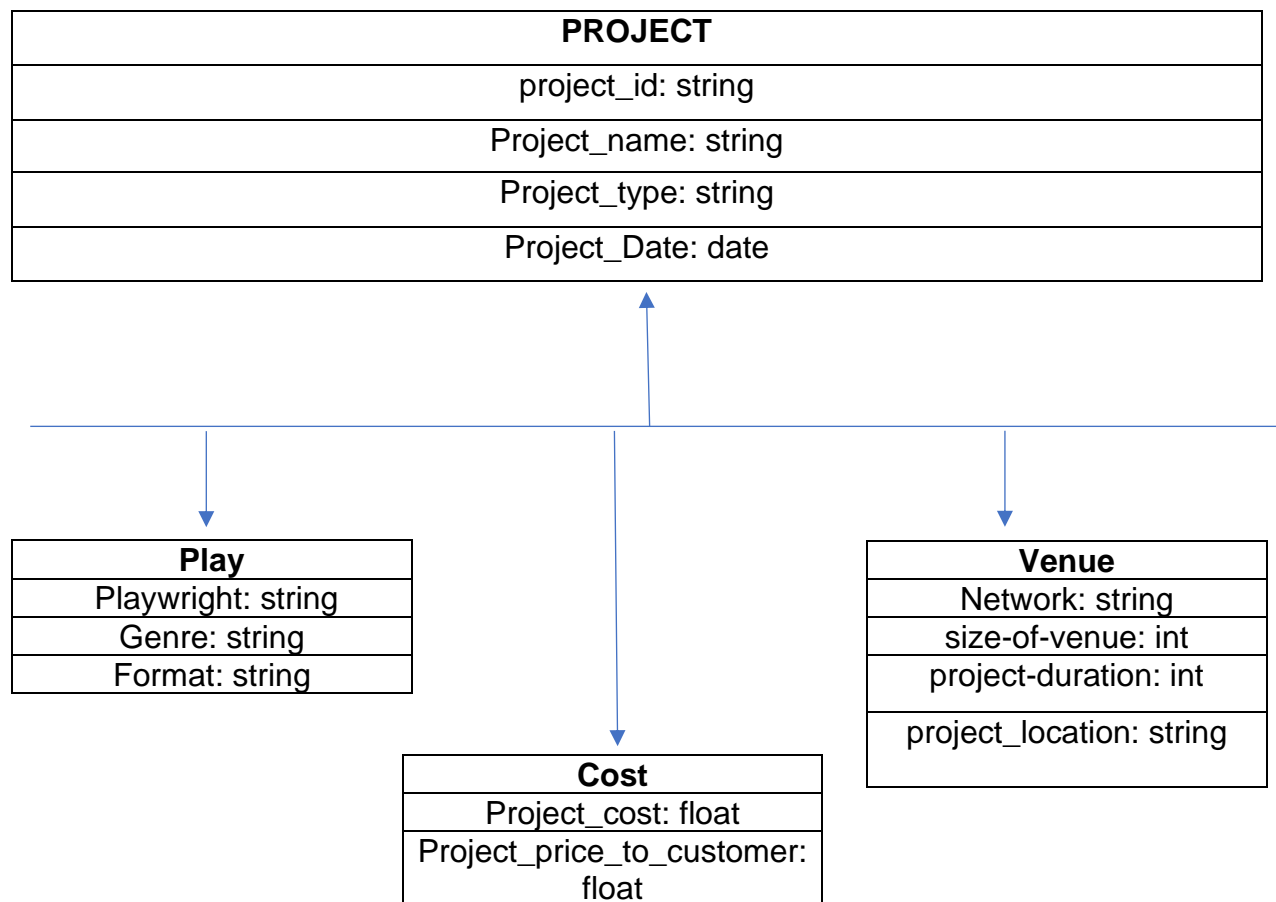 PROJECT
project_id: string
Project_name: string
Project_type: string
Project_Date: date
Play
Playwright: string
Genre: string
Format: string
Cost
Project_cost: float
Project_price_to_customer:
float
Venue
Network: string
size-of-venue: int
project-duration: int
project_location: string